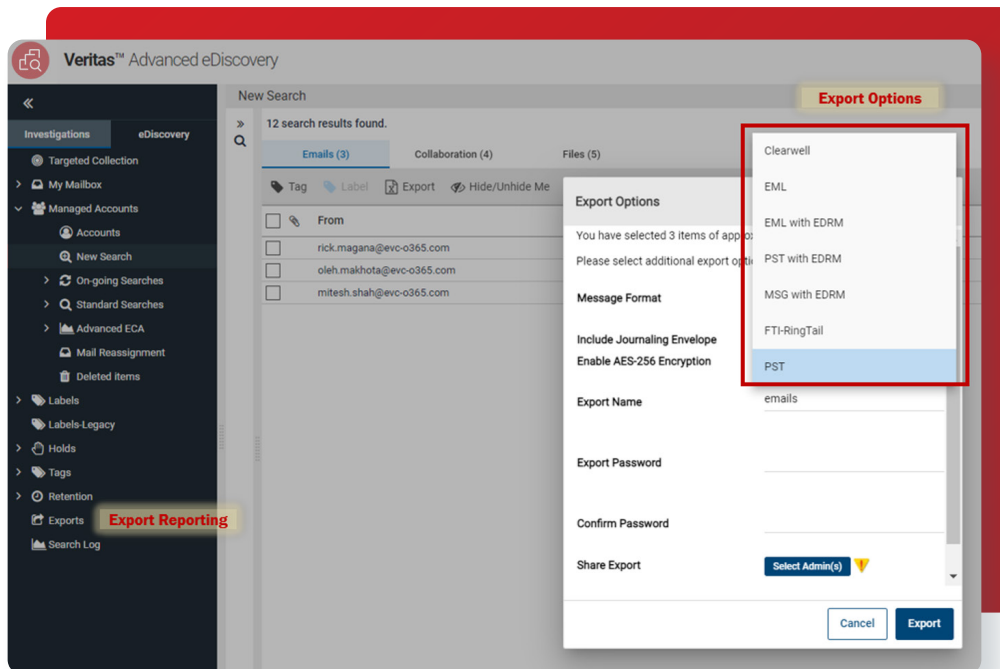 Veritas™ Advanced eDiscovery
New Search
Export Options
Investigations
eDiscovery
Targeted Collection
My Mailbox
Managed Accounts
Accounts
New Search
On-going Searches
Standard Searches
Advanced ECA
Mail Reassignment
Deleted items
Labels
Labels-Legacy
Holds
Tags
Retention
Exports
Export Reporting
Search Log
12 search results found.
Emails (3)
Collaboration (4)
Files (5)
Tag
Label
Export
Hide/Unhide Me
From
rick.magana@evc-o365.com
oleh.makhota@evc-o365.com
mitesh.shah@evc-o365.com
Export Options
You have selected 3 items of
Please select additional export
Message Format
Clearwell
EML
EML with EDRM
PST with EDRM
MSG with EDRM
FTI-RingTail
PST
Include Journaling Envelope
Enable AES-256 Encryption
Export Name
emails
Export Password
Confirm Password
Share Export
Select Admin(s)
Cancel
Export